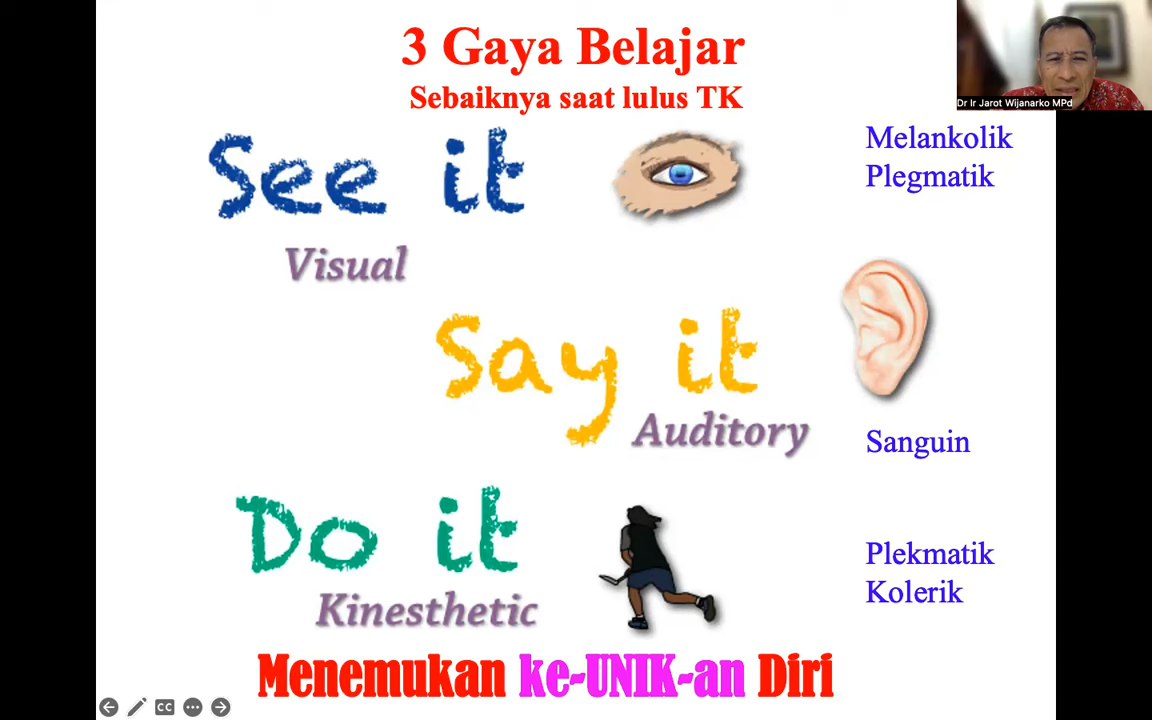 3 Gaya Belajar
Sebaiknya saat lulus TK
Dr Ir Jarot Wijanarko MPd
See it
Visual
Melankolik
Plegmatik
Say it
Auditory
Sanguin
Do it
Kinesthetic
Plekmatik
Kolerik
Menemukan ke-UNIK-an Diri
CC